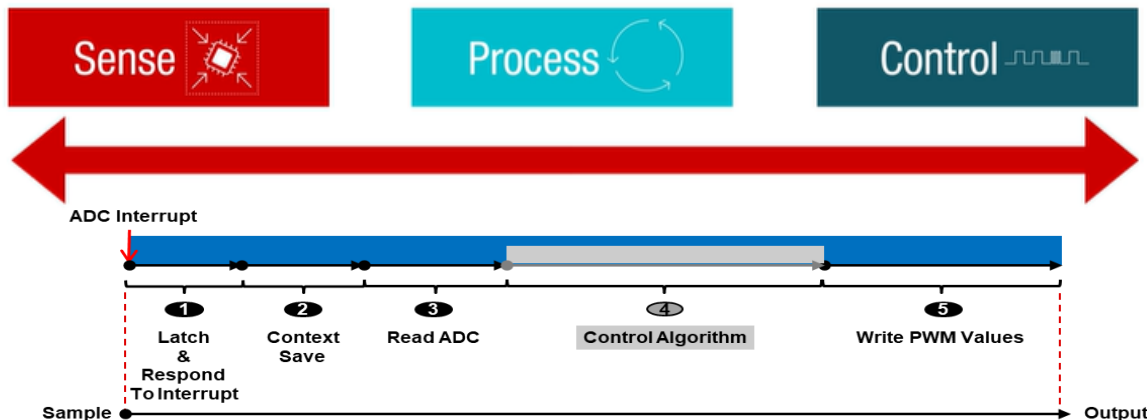 Sense
Process
Control
ADC Interrupt
1
2
3
4
5
Latch
&
Respond
To Interrupt
Context
Save
Read ADC
Control Algorithm
Write PWM Values
Sample
Output